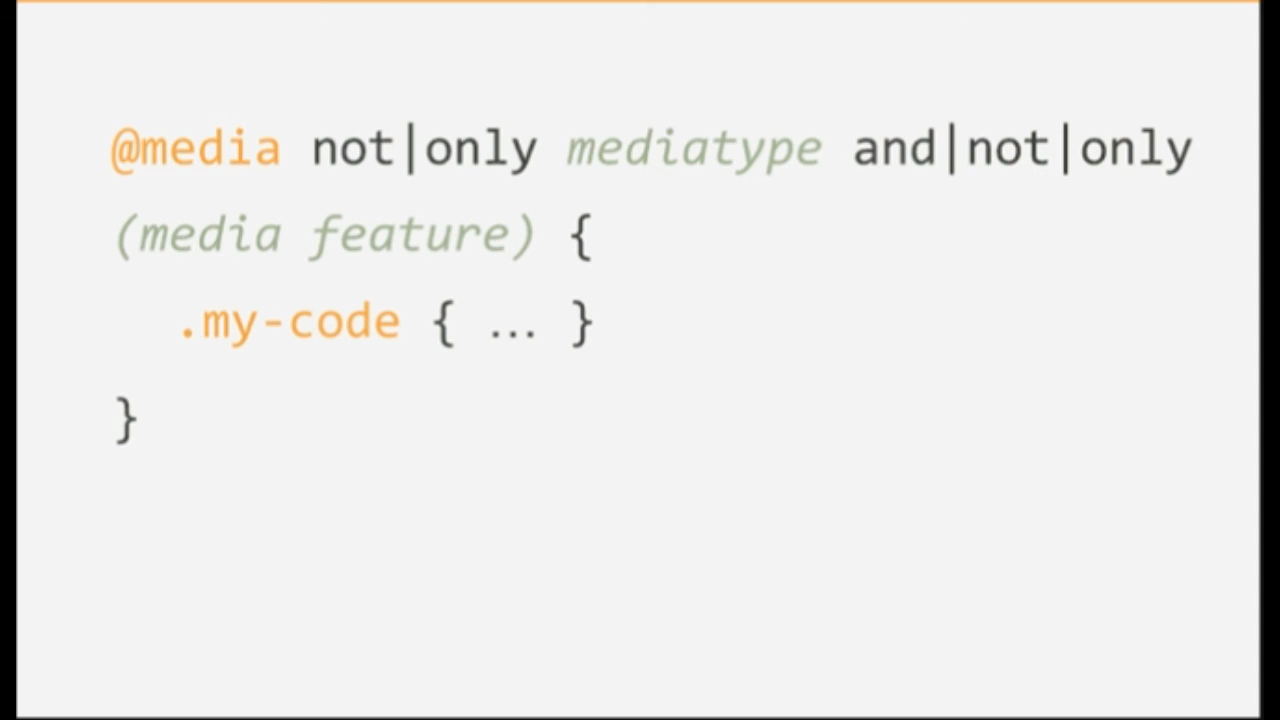 @media not|only mediatype and|not|only
(media feature) {
.my-code { ... }
}